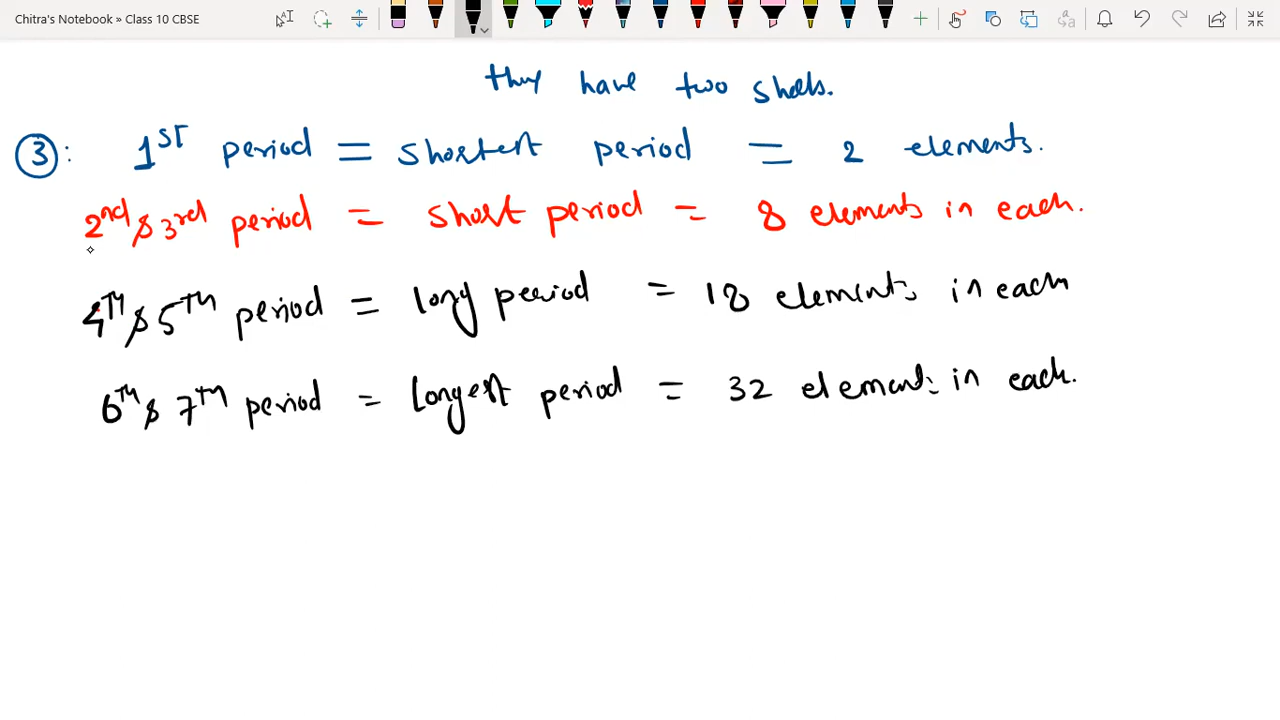 Chitra's Notebook » Class 10 CBSE
they have two shells.
③: 1ST period = shortest period = 2 elements.
2nd & 3rd period = short period = 8 elements in each.
4TH & 5TH period = long period = 18 elements in each
6TH & 7TH period = Longest period = 32 elements in each.